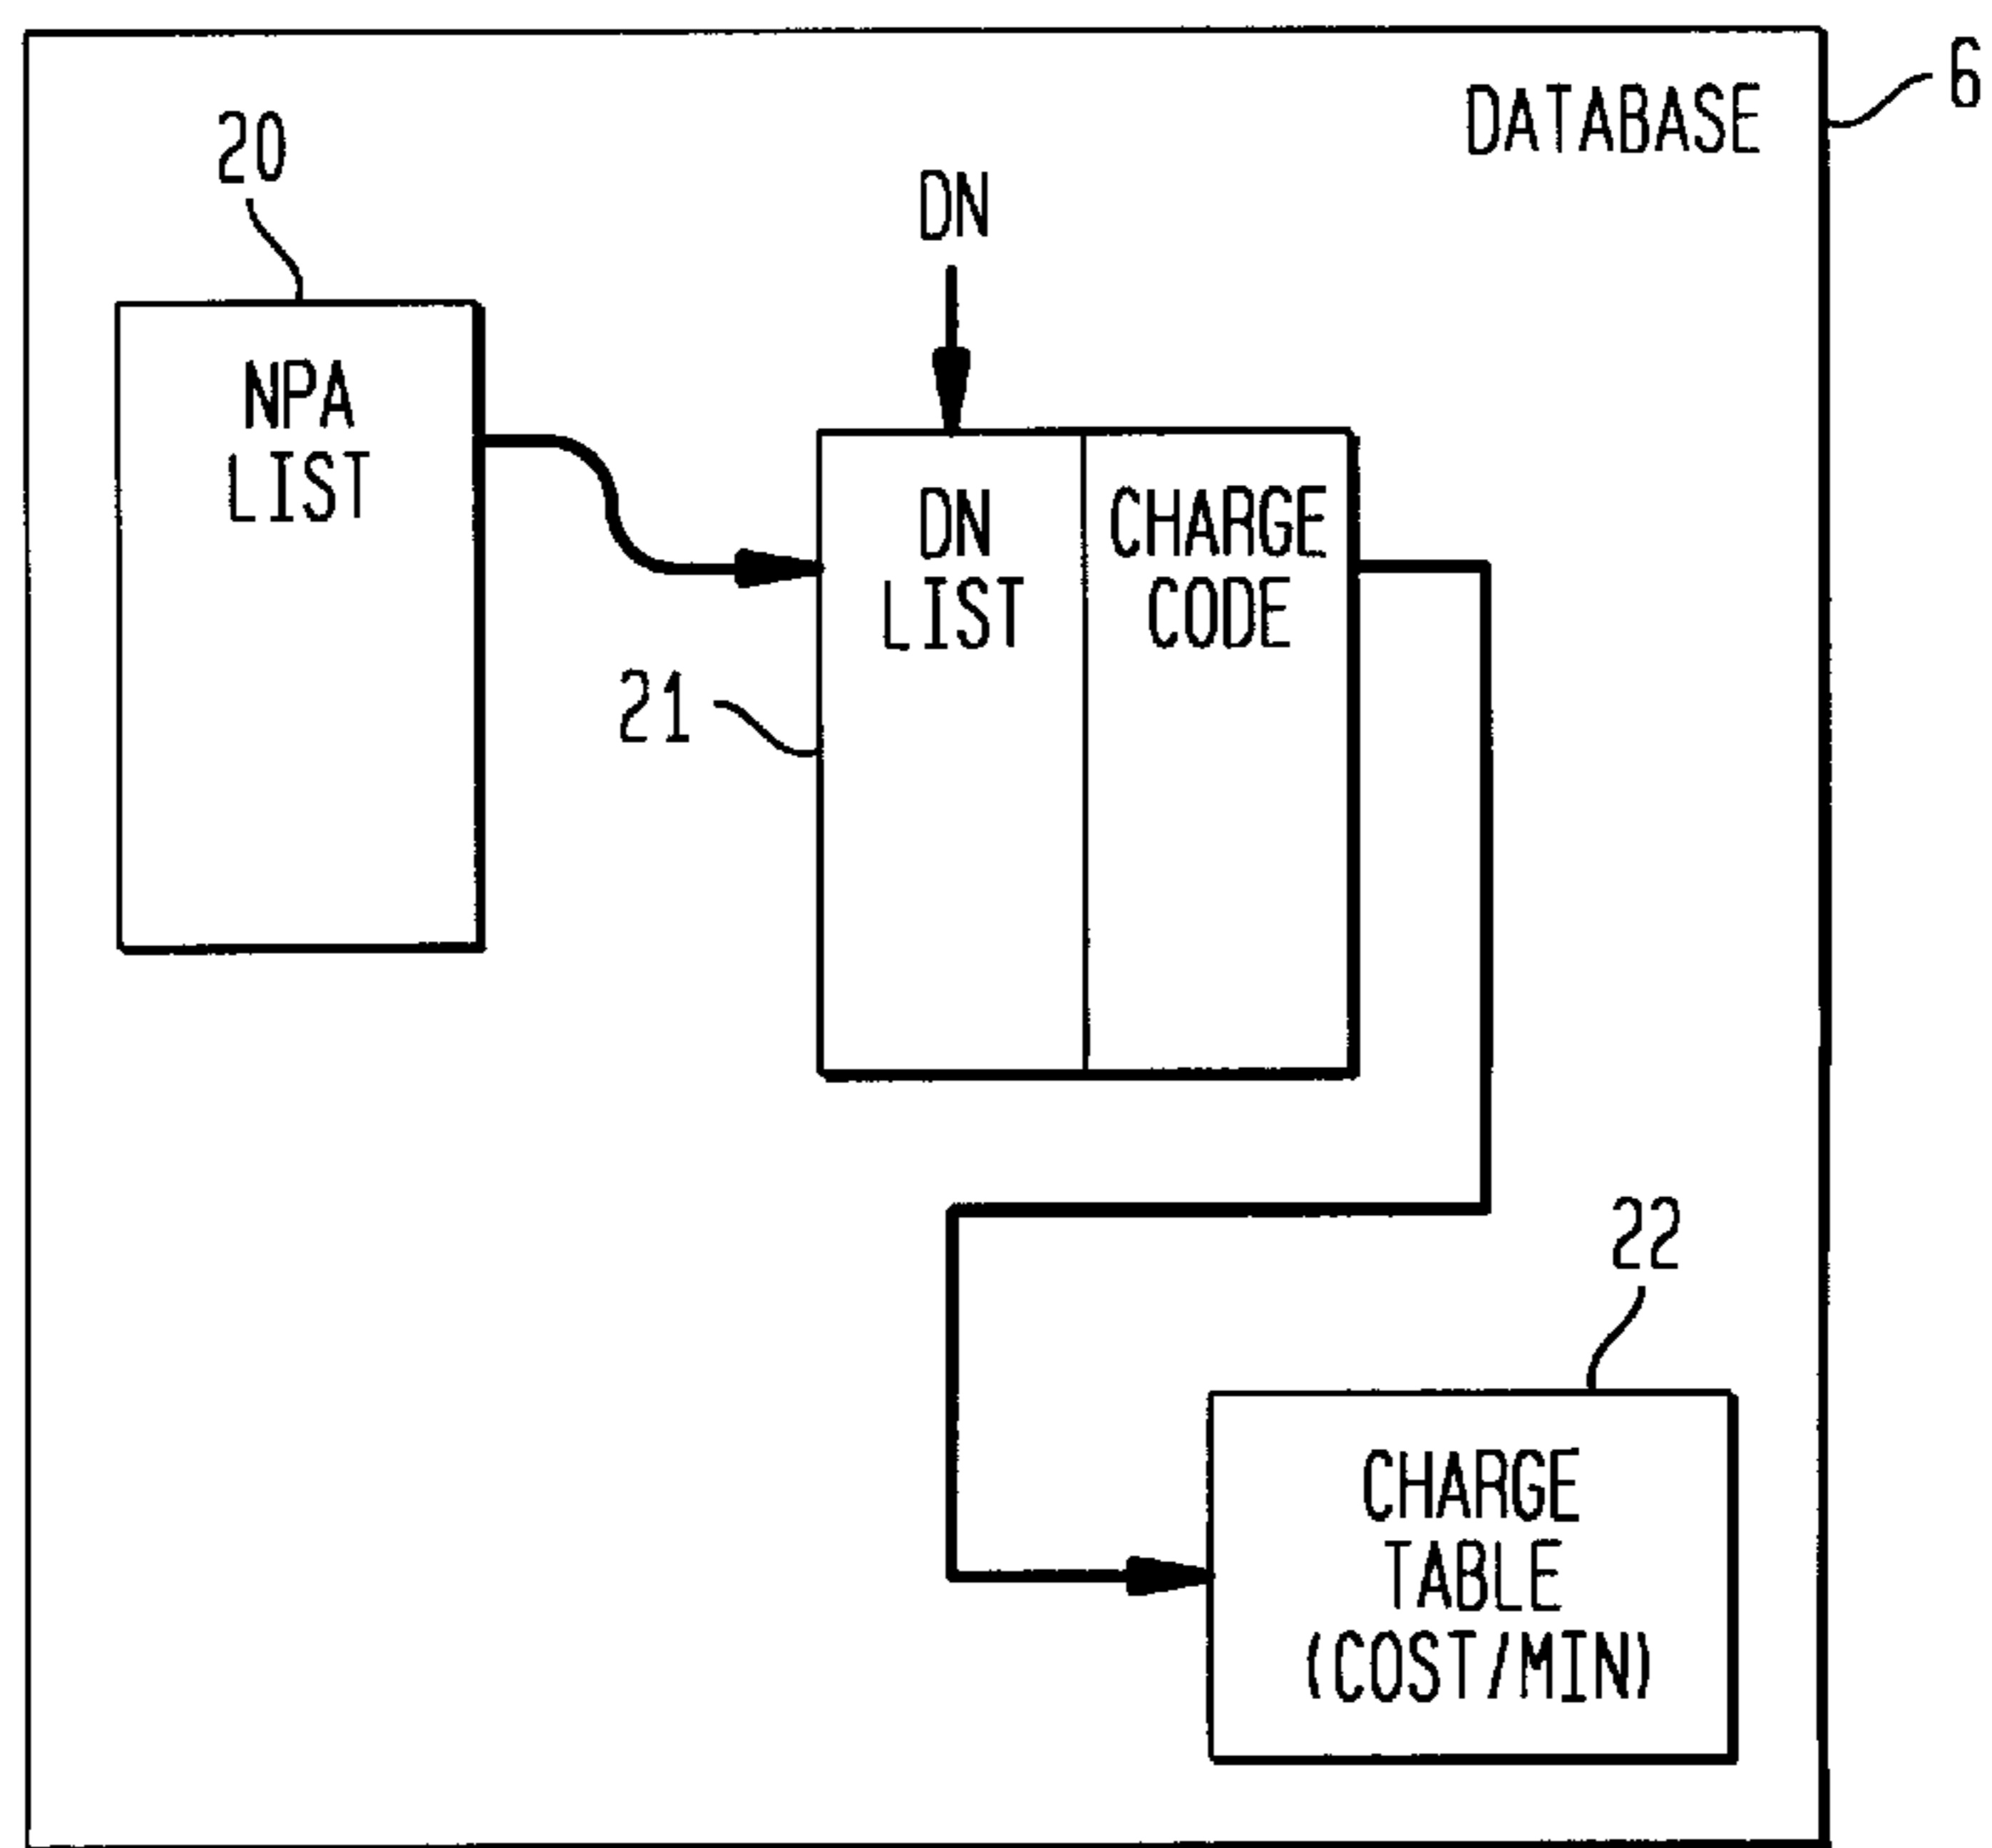 DATABASE
6
20
DN
NPA
LIST
DN
LIST
CHARGE
CODE
21
22
CHARGE
TABLE
(COST/MIN)